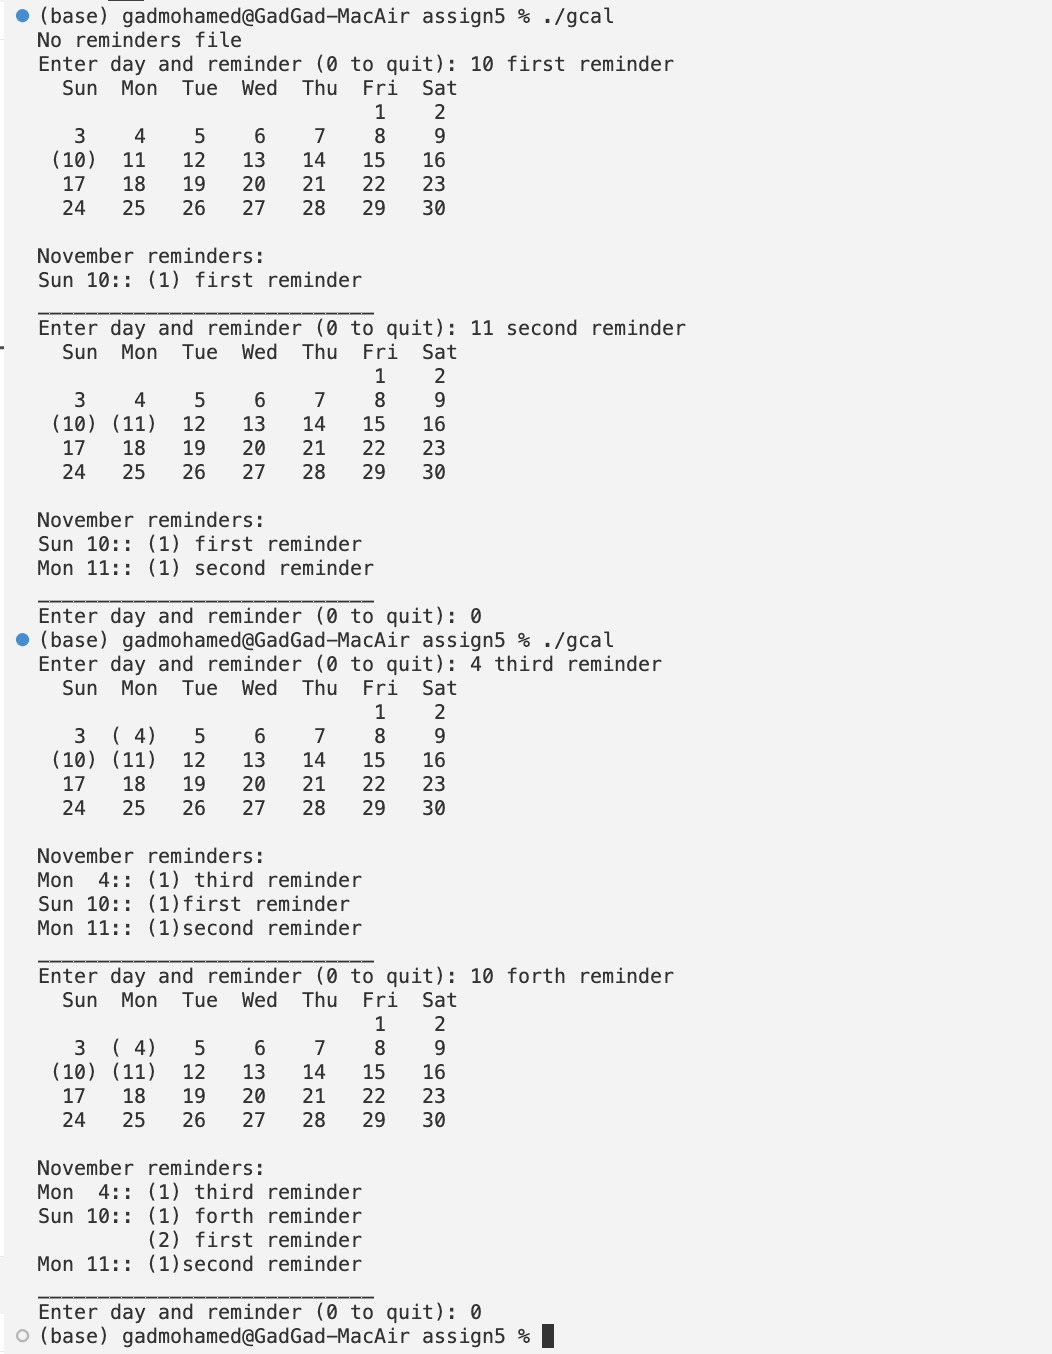 (base) gadmohamed@GadGad-MacAir assign5 % ./gcal
No reminders file
Enter day and reminder (0 to quit): 10 first reminder
  Sun  Mon  Tue  Wed  Thu  Fri  Sat
                            1    2
   3    4    5    6    7    8    9
 (10)  11   12   13   14   15   16
  17   18   19   20   21   22   23
  24   25   26   27   28   29   30

November reminders:
Sun 10:: (1) first reminder
____________________________
Enter day and reminder (0 to quit): 11 second reminder
  Sun  Mon  Tue  Wed  Thu  Fri  Sat
                            1    2
   3    4    5    6    7    8    9
 (10) (11)  12   13   14   15   16
  17   18   19   20   21   22   23
  24   25   26   27   28   29   30

November reminders:
Sun 10:: (1) first reminder
Mon 11:: (1) second reminder
____________________________
Enter day and reminder (0 to quit): 0
(base) gadmohamed@GadGad-MacAir assign5 % ./gcal
Enter day and reminder (0 to quit): 4 third reminder
  Sun  Mon  Tue  Wed  Thu  Fri  Sat
                            1    2
   3  ( 4)   5    6    7    8    9
 (10) (11)  12   13   14   15   16
  17   18   19   20   21   22   23
  24   25   26   27   28   29   30

November reminders:
Mon  4:: (1) third reminder
Sun 10:: (1)first reminder
Mon 11:: (1)second reminder
____________________________
Enter day and reminder (0 to quit): 10 forth reminder
  Sun  Mon  Tue  Wed  Thu  Fri  Sat
                            1    2
   3  ( 4)   5    6    7    8    9
 (10) (11)  12   13   14   15   16
  17   18   19   20   21   22   23
  24   25   26   27   28   29   30

November reminders:
Mon  4:: (1) third reminder
Sun 10:: (1) forth reminder
         (2) first reminder
Mon 11:: (1)second reminder
____________________________
Enter day and reminder (0 to quit): 0
(base) gadmohamed@GadGad-MacAir assign5 %